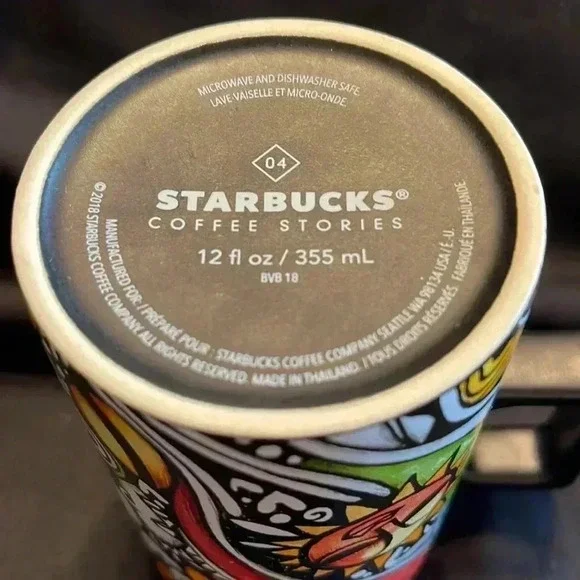 MICROWAVE AND DISHWASHER SAFE
LAVE-VAISELLE ET MICRO-ONDE
04
STARBUCKS®
COFFEE STORIES
12 fl oz / 355 mL
BVB 18
MANUFACTURED FOR: / PRÉPARÉ POUR : STARBUCKS COFFEE COMPANY SEATTLE WA 98134 USA / É.-U.
©2018 STARBUCKS COFFEE COMPANY. ALL RIGHTS RESERVED. MADE IN THAILAND. / TOUS DROITS RÉSERVÉS. FABRIQUÉ EN THAÏLANDE